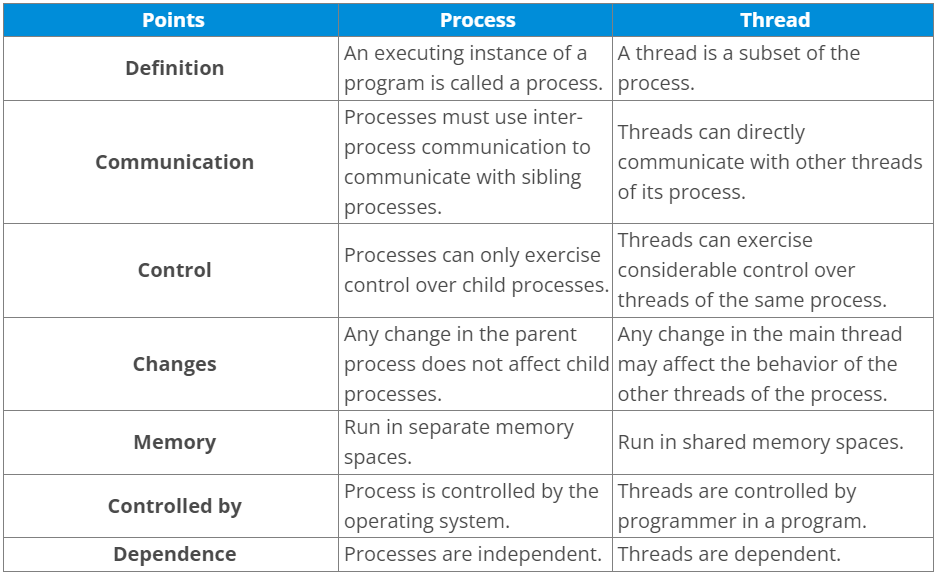 Points Process Thread
Definition
An executing instance of a
program is called a process.
A thread is a subset of the
process.
Communication
Processes must use inter-
process communication to
communicate with sibling
processes.
Threads can directly
communicate with other threads
of its process.
Control
Processes can only exercise
control over child processes.
Threads can exercise
considerable control over
threads of the same process.
Changes
Any change in the parent
process does not affect child
processes.
Any change in the main thread
may affect the behavior of the
other threads of the process.
Memory
Run in separate memory
spaces.
Run in shared memory spaces.
Controlled by
Process is controlled by the
operating system.
Threads are controlled by
programmer in a program.
Dependence
Processes are independent.
Threads are dependent.